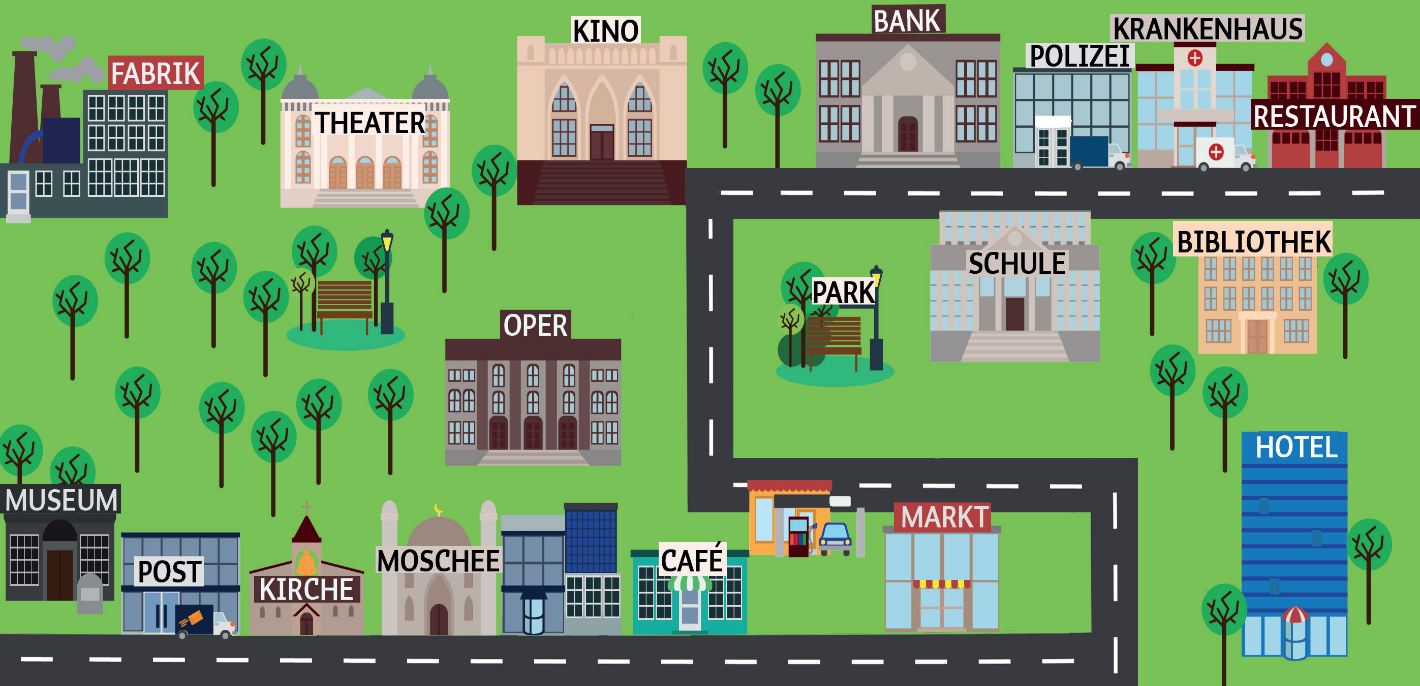 BANK
KRANKENHAUS
KINO
POLIZEI
FABRIK
THEATER
RESTAURANT
BIBLIOTHEK
SCHULE
PARK
OPER
HOTEL
MUSEUM
MARKT
MOSCHEE
CAFÉ
POST
KIRCHE